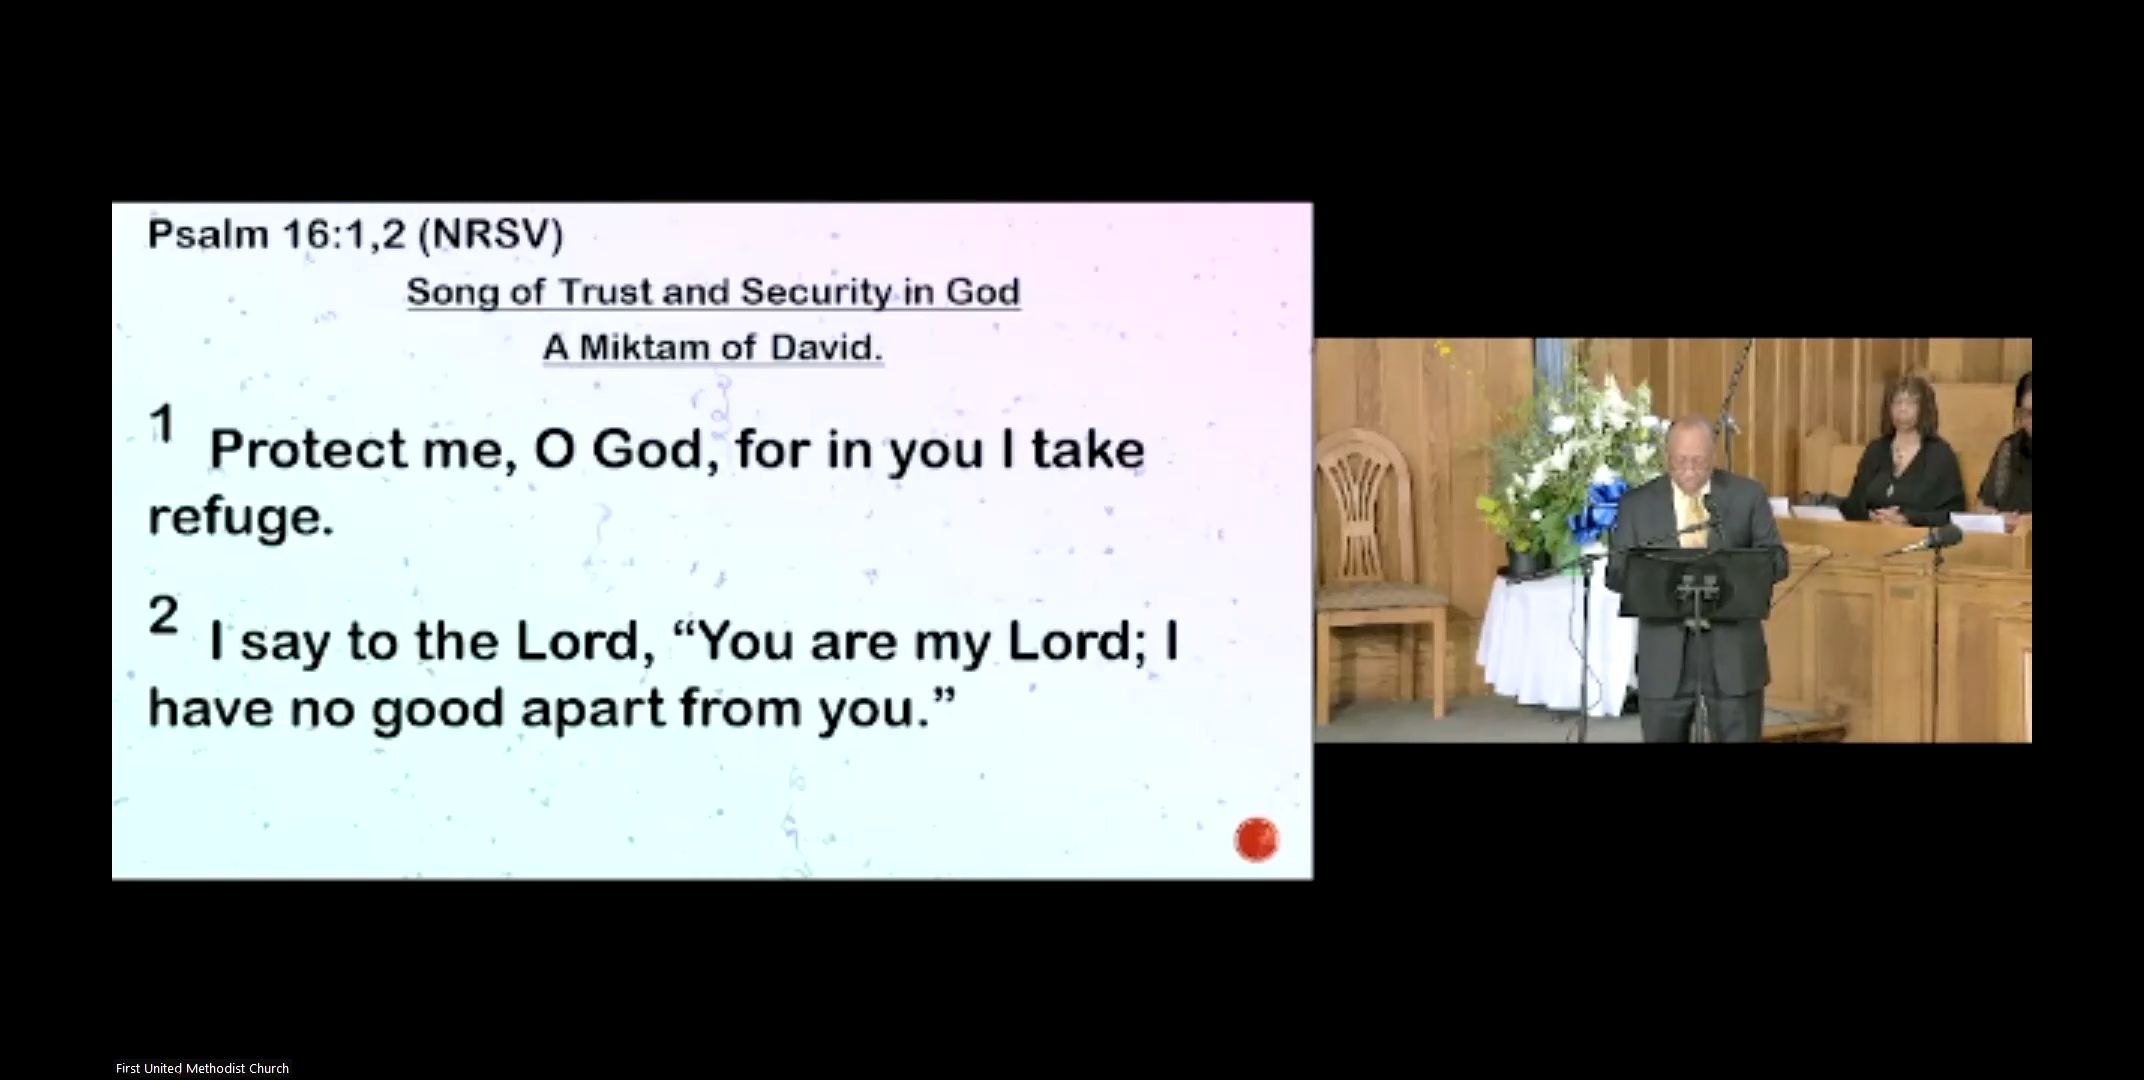 Psalm 16:1,2 (NRSV)
Song of Trust and Security in God
A Miktam of David.
1 Protect me, O God, for in you I take
refuge.
2 I say to the Lord, “You are my Lord; I
have no good apart from you.”
First United Methodist Church